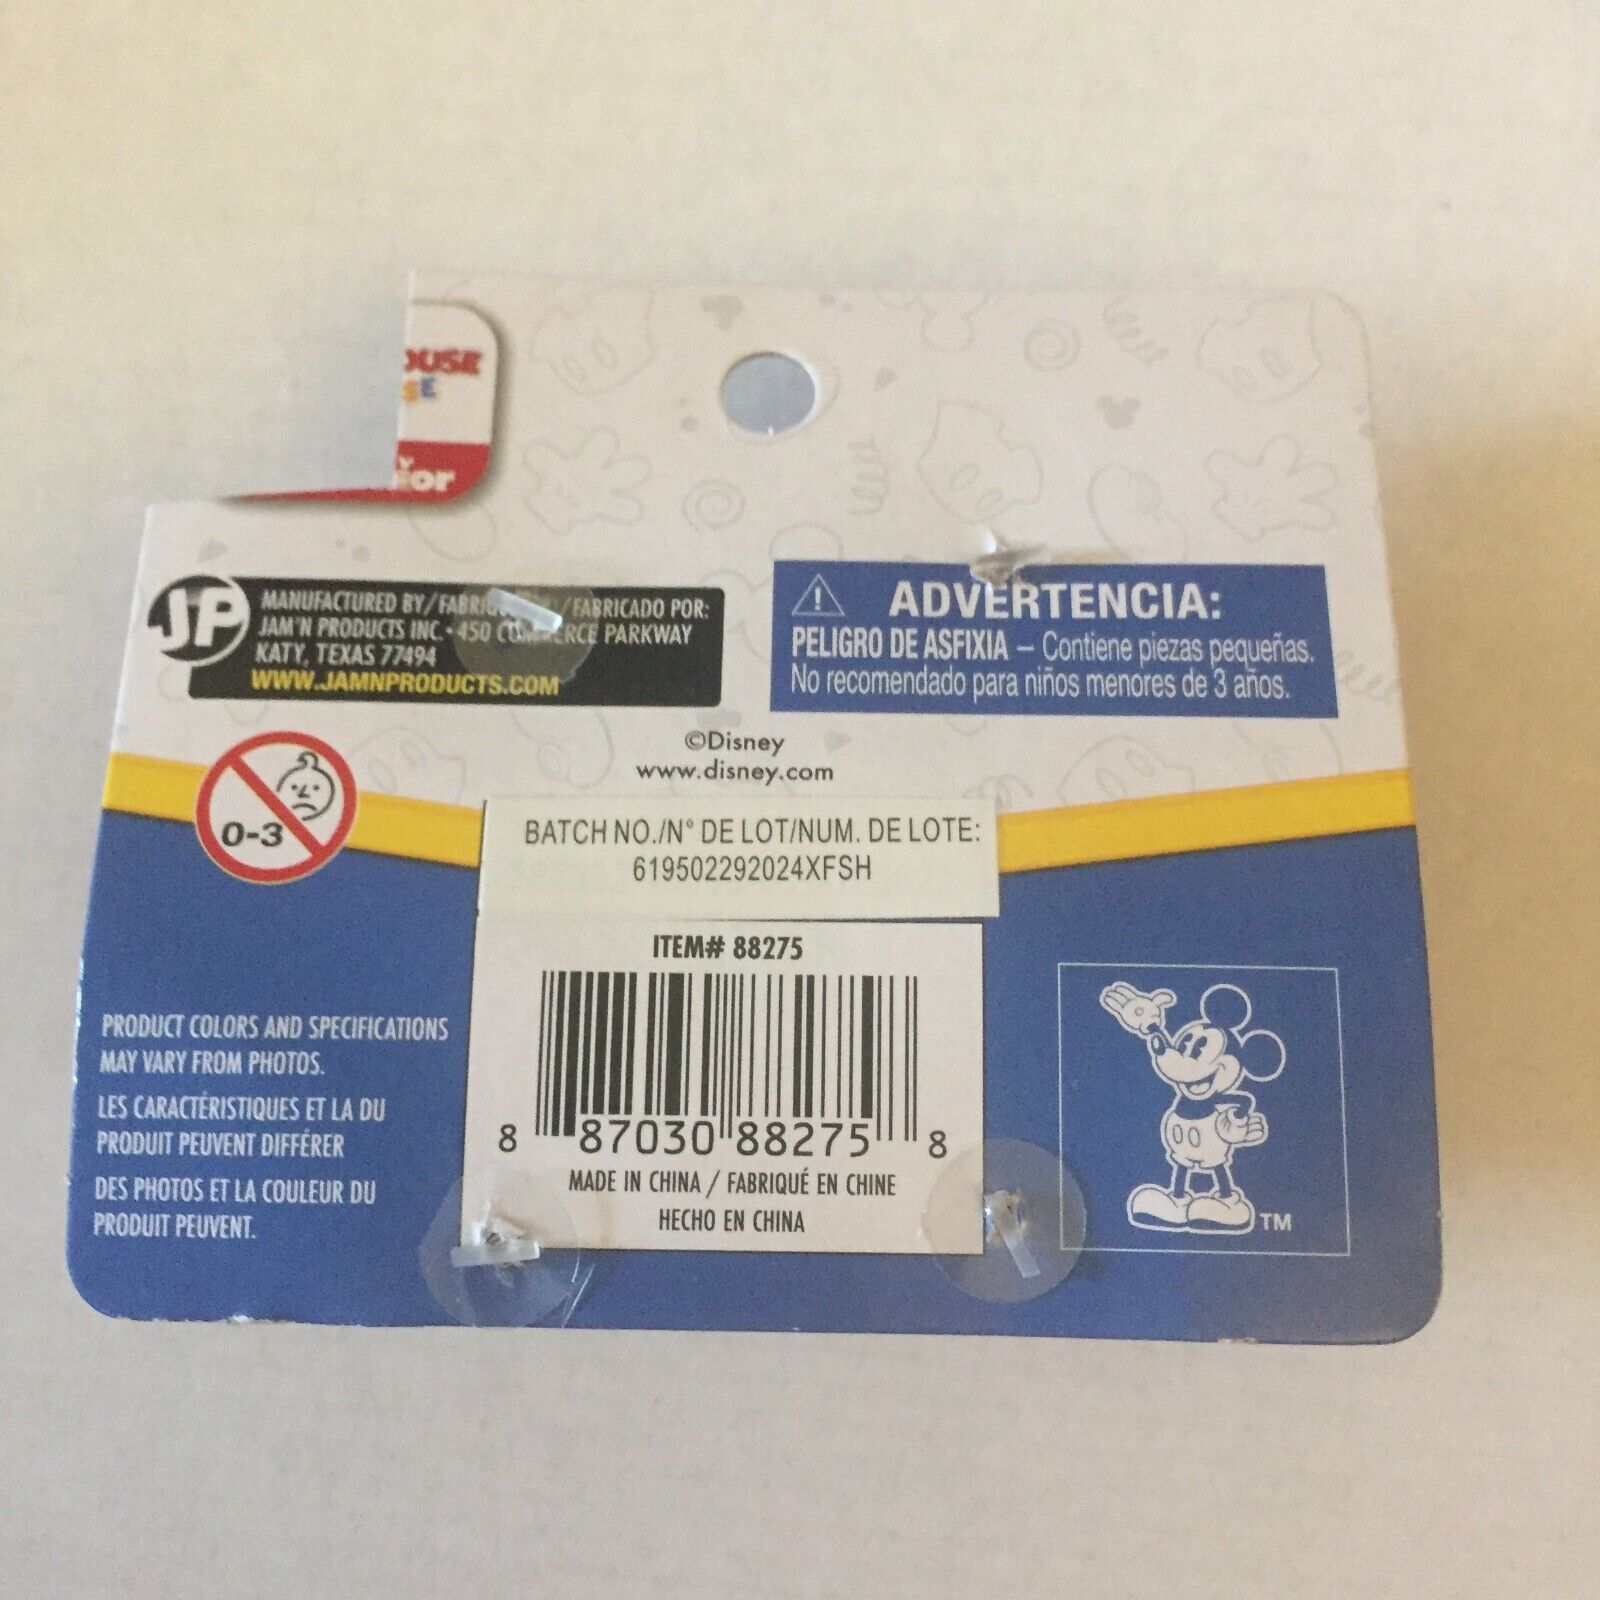 OUSE
SE
Y
ior
JP
MANUFACTURED BY/ /FABRICADO POR:
JAM'N PRODUCTS INC.•450 COMMERCE PARKWAY
KATY, TEXAS 77494
WWW.JAMNPRODUCTS.COM
ADVERTENCIA:
PELIGRO DE ASFIXIA – Contiene piezas pequeñas.
No recomendado para niños menores de 3 años.
©Disney
www.disney.com
0-3
BATCH NO./N° DE LOT/NUM. DE LOTE:
619502292024XFSH
ITEM# 88275
8 87030 88275 8
MADE IN CHINA / FABRIQUÉ EN CHINE
HECHO EN CHINA
PRODUCT COLORS AND SPECIFICATIONS
MAY VARY FROM PHOTOS.
LES CARACTÉRISTIQUES ET LA DU
PRODUIT PEUVENT DIFFÉRER
DES PHOTOS ET LA COULEUR DU
PRODUIT PEUVENT.
TM